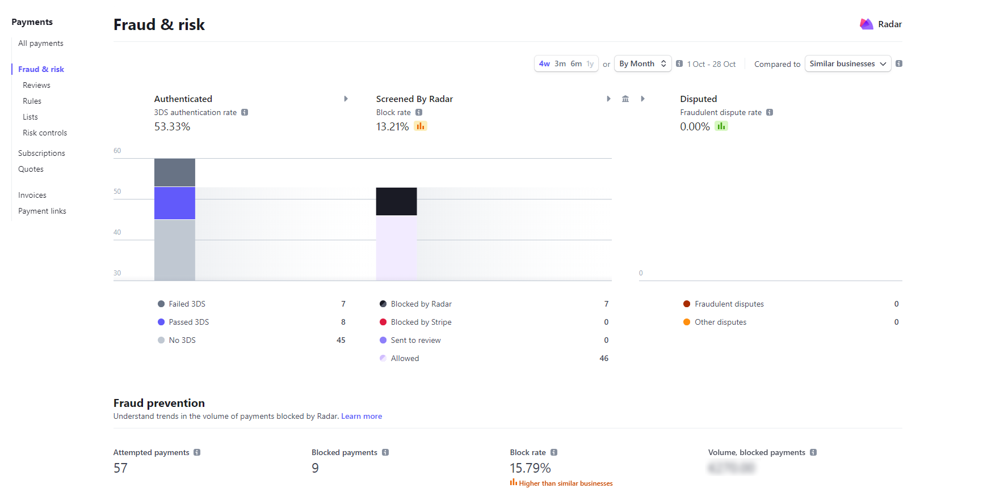 Payments
All payments
Fraud & risk
Reviews
Rules
Lists
Risk controls
Subscriptions
Quotes
Invoices
Payment links
Fraud & risk
Radar
4w 3m 6m 1y or By Month 1 Oct - 28 Oct Compared to Similar businesses
Authenticated
3DS authentication rate
53.33%
Screened By Radar
Block rate
13.21%
Disputed
Fraudulent dispute rate
0.00%
60
50
40
30
0
Failed 3DS 7
Passed 3DS 8
No 3DS 45
Blocked by Radar 7
Blocked by Stripe 0
Sent to review 0
Allowed 46
Fraudulent disputes 0
Other disputes 0
Fraud prevention
Understand trends in the volume of payments blocked by Radar. Learn more
Attempted payments
57
Blocked payments
9
Block rate
15.79%
Higher than similar businesses
Volume, blocked payments